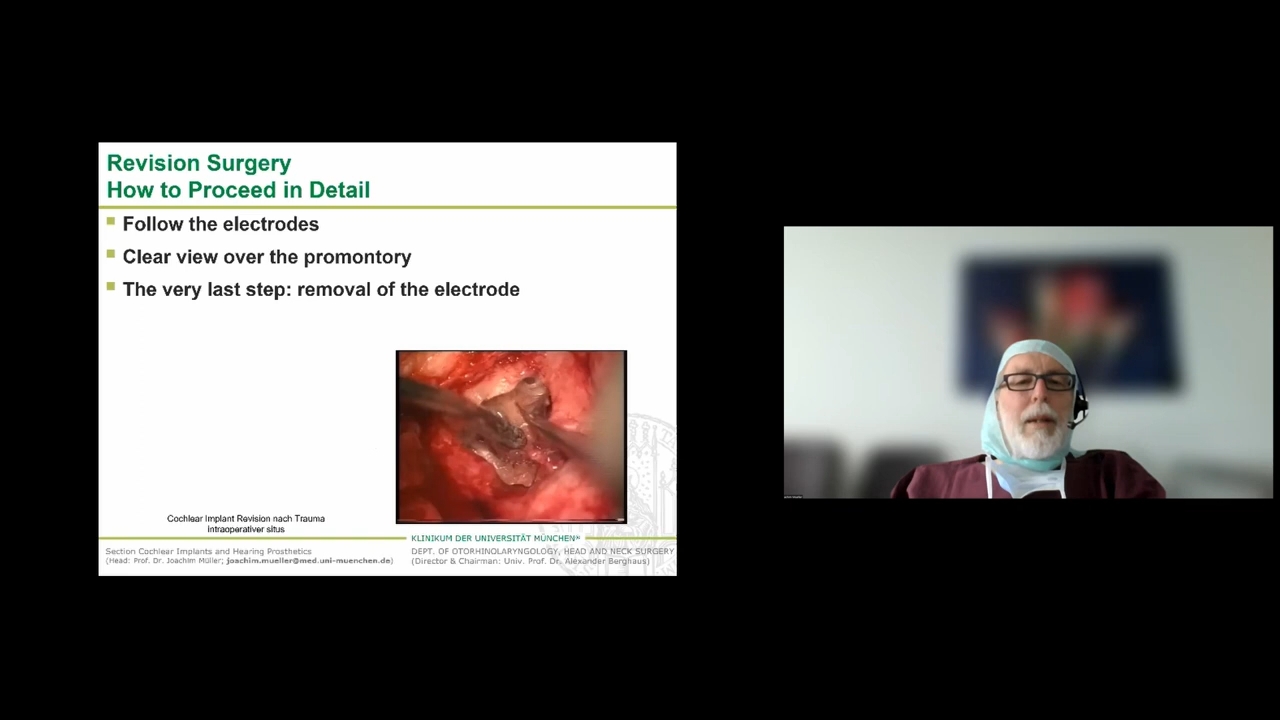 Revision Surgery
How to Proceed in Detail
Follow the electrodes
Clear view over the promontory
The very last step: removal of the electrode
Cochlear Implant Revision nach Trauma
intraoperativer situs
KLINIKUM DER UNIVERSITÄT MÜNCHEN®
Section Cochlear Implants and Hearing Prosthetics
(Head: Prof. Dr. Joachim Müller; joachim.mueller@med.uni-muenchen.de)
DEPT. OF OTORHINOLARYNGOLOGY, HEAD AND NECK SURGERY
(Director & Chairman: Univ. Prof. Dr. Alexander Berghaus)